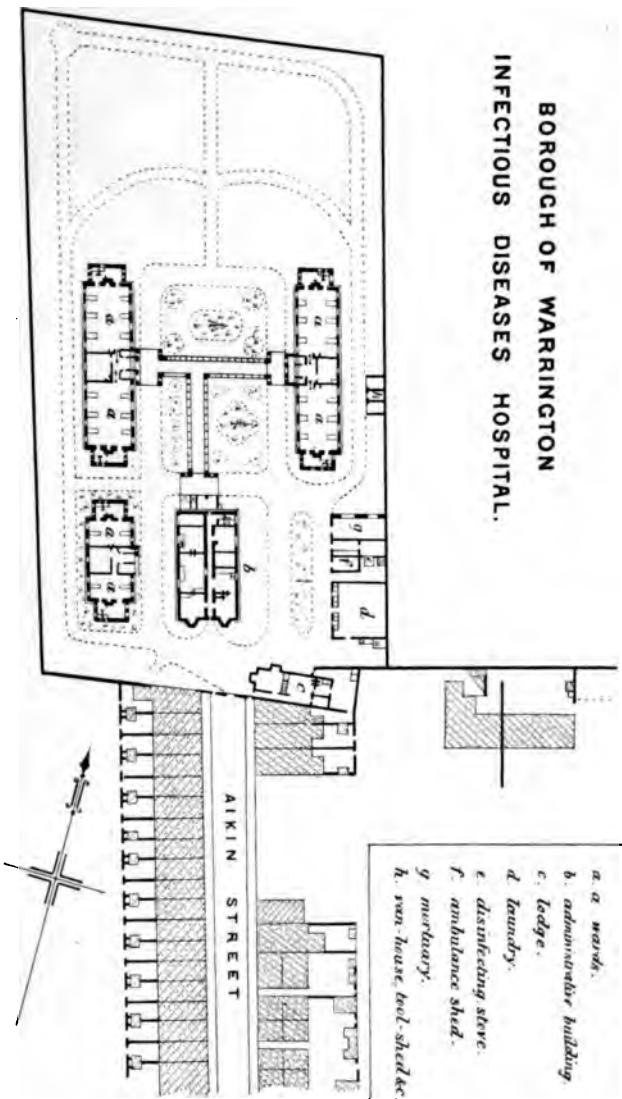 BOROUGH OF WARRINGTON
INFECTIOUS DISEASES HOSPITAL.
a
a
a
a
a
a
b
c
d
e
f
g
h
AIKIN STREET
a. a wards.
b. administrative building.
c. lodge.
d. laundry.
e. disinfecting stove.
f. ambulance shed.
g mortuary.
h. van-house, tool-shed &c.